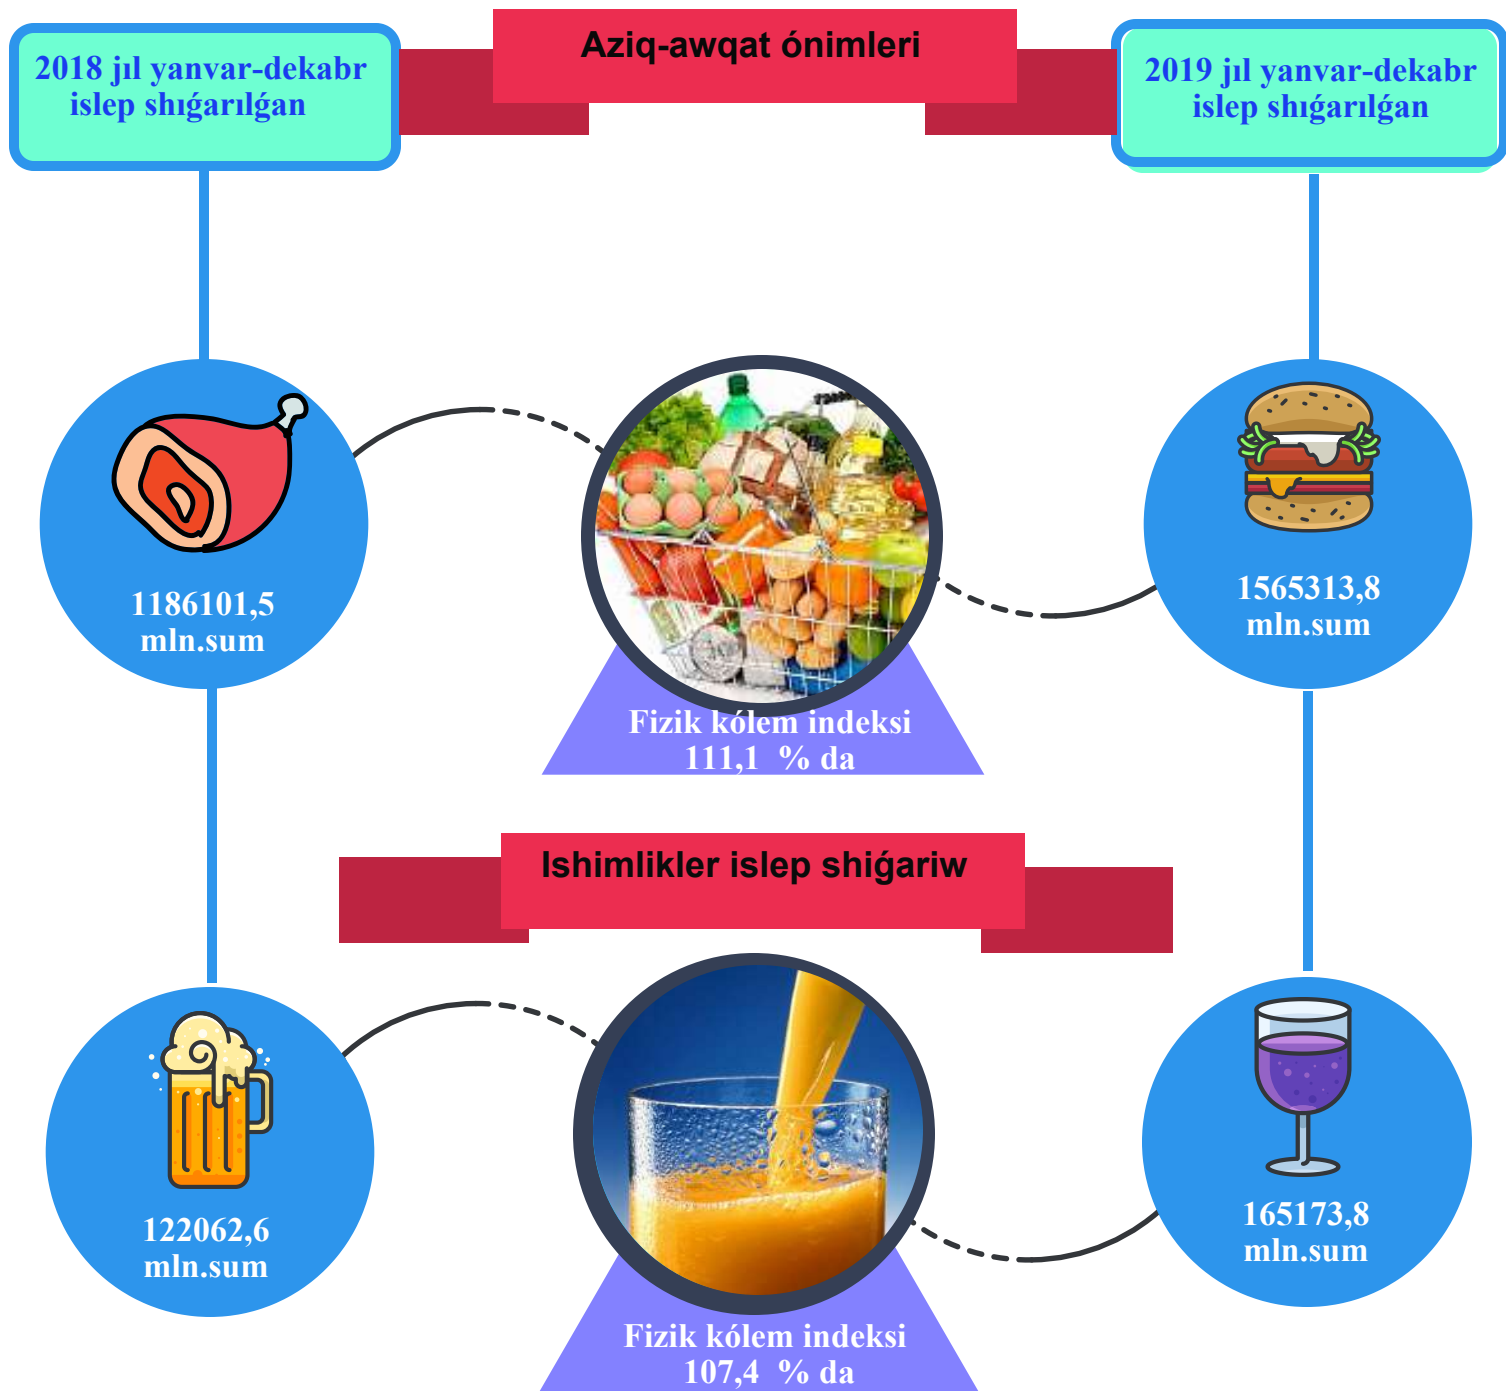 Aziq-awqat ónimleri
2018 jıl yanvar-dekabr
islep shıǵarılǵan
2019 jıl yanvar-dekabr
islep shıǵarılǵan
1186101,5
mln.sum
1565313,8
mln.sum
Fizik kólem indeksi
111,1 % da
Ishimlikler islep shiǵariw
122062,6
mln.sum
165173,8
mln.sum
Fizik kólem indeksi
107,4 % da